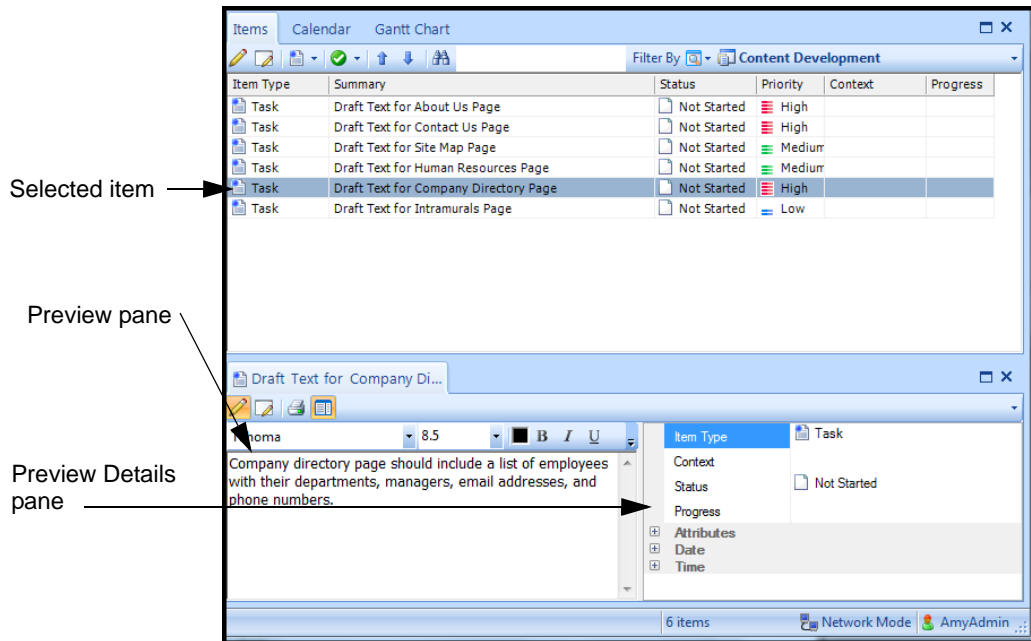 Items Calendar Gantt Chart
Filter By Content Development
Item Type Summary Status Priority Context Progress
Task Draft Text for About Us Page Not Started High
Task Draft Text for Contact Us Page Not Started High
Task Draft Text for Site Map Page Not Started Medium
Task Draft Text for Human Resources Page Not Started Medium
Selected item
Task Draft Text for Company Directory Page Not Started High
Task Draft Text for Intramurals Page Not Started Low
Preview pane
Draft Text for Company Di...
8.5 B I U
Item Type Task
Company directory page should include a list of employees
with their departments, managers, email addresses, and
phone numbers.
Context
Status Not Started
Progress
Preview Details
pane
Attributes
Date
Time
6 items Network Mode AmyAdmin